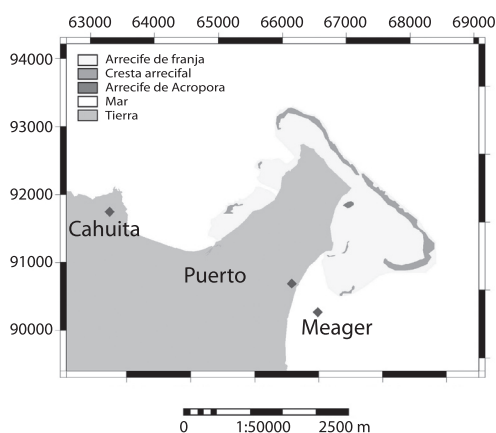 63000 64000 65000 66000 67000 68000 69000
94000
Arrecife de franja
Cresta arrecifal
Arrecife de Acropora
Mar
Tierra
93000
92000
Cahuita
91000
Puerto
90000
Meager
0 1:50000 2500 m